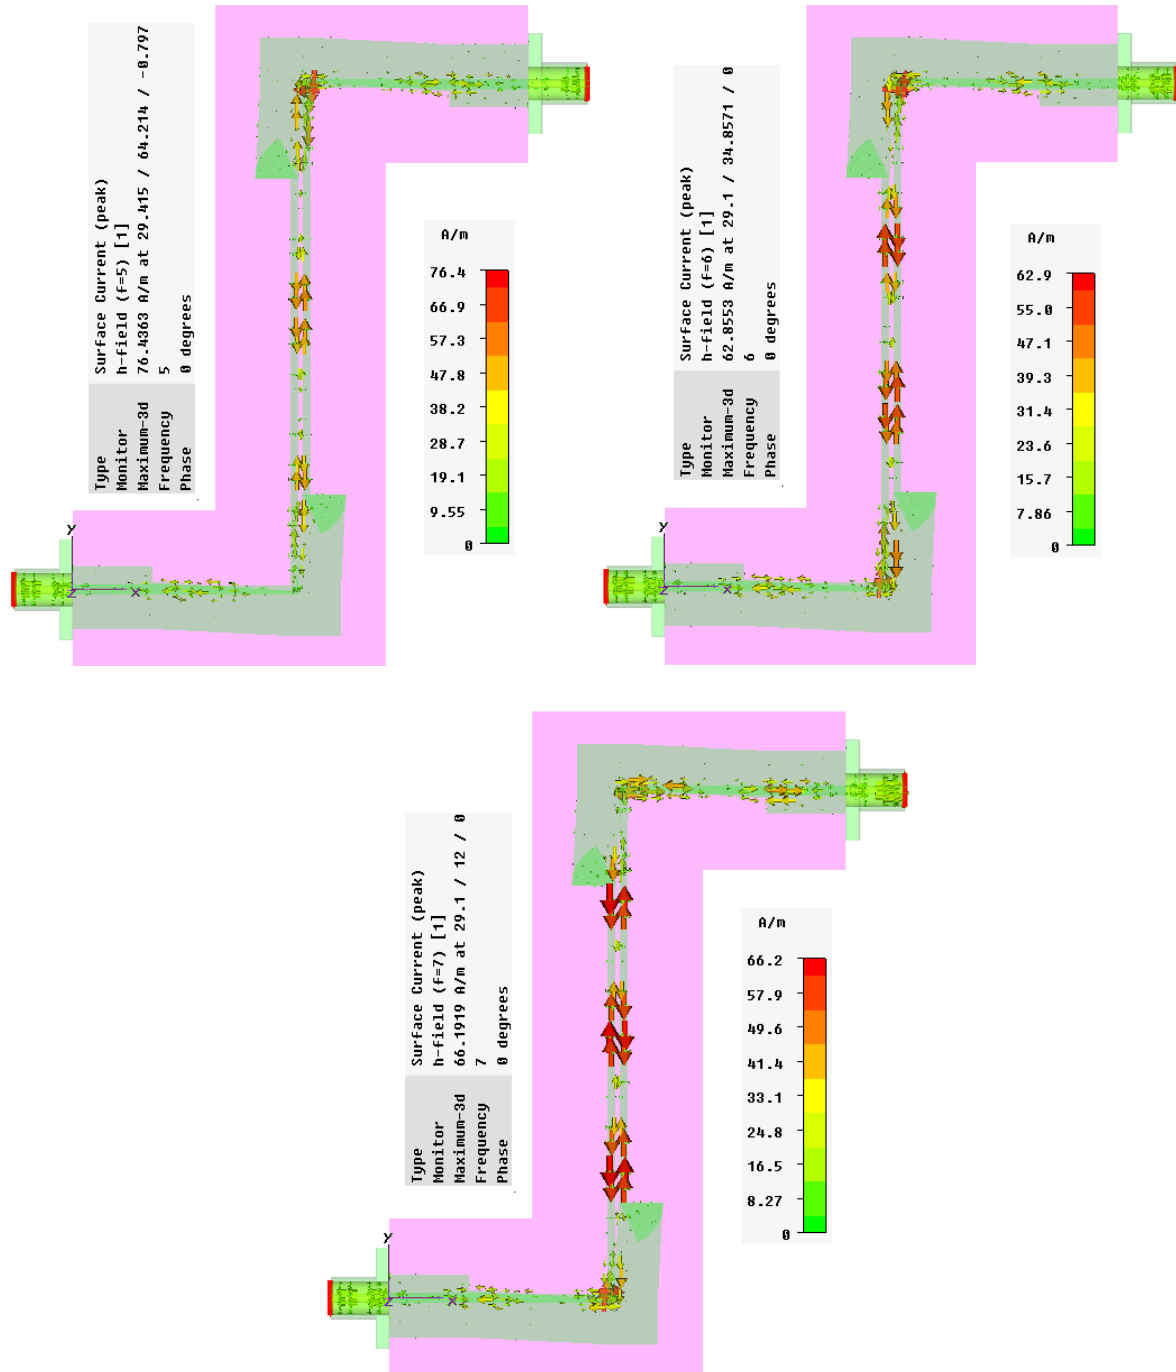 Type Surface Current (peak)
Monitor h-field (f=5) [1]
Maximum-3d 76.4363 A/m at 29.415 / 64.214 / -0.797
Frequency 5
Phase 0 degrees
A/m
76.4
66.9
57.3
47.8
38.2
28.7
19.1
9.55
0
Y
Z x
Type Surface Current (peak)
Monitor h-field (f=6) [1]
Maximum-3d 62.8553 A/m at 29.1 / 34.8571 / 0
Frequency 6
Phase 0 degrees
A/m
62.9
55.0
47.1
39.3
31.4
23.6
15.7
7.86
0
Y
Z x
Type Surface Current (peak)
Monitor h-field (f=7) [1]
Maximum-3d 66.1919 A/m at 29.1 / 12 / 0
Frequency 7
Phase 0 degrees
A/m
66.2
57.9
49.6
41.4
33.1
24.8
16.5
8.27
0
Y
Z x